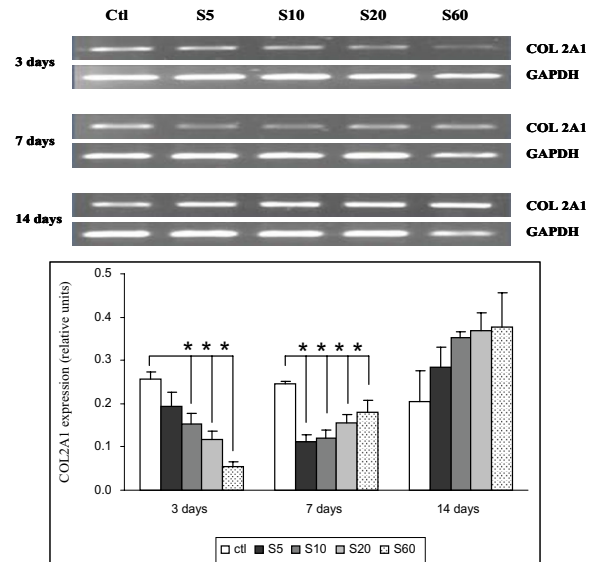 Ctl S5 S10 S20 S60
3 days
COL 2A1
GAPDH
7 days
COL 2A1
GAPDH
14 days
COL 2A1
GAPDH
COL2A1 expression (relative units)
0.5
0.4
0.3
0.2
0.1
0.0
* * *
* * * *
3 days 7 days 14 days
ctl S5 S10 S20 S60